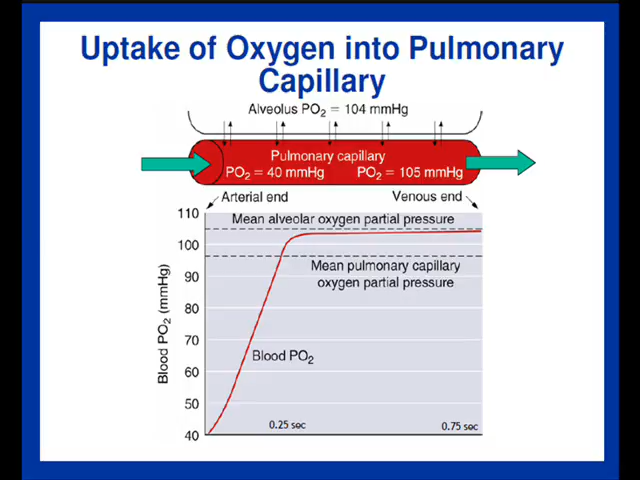 Uptake of Oxygen into Pulmonary
Capillary
Alveolus PO₂ = 104 mmHg
Pulmonary capillary
PO₂ = 40 mmHg PO₂ = 105 mmHg
Arterial end Venous end
110
Mean alveolar oxygen partial pressure
100
Mean pulmonary capillary
oxygen partial pressure
90
80
70
60
50
40
Blood PO₂ (mmHg)
Blood PO₂
0.25 sec 0.75 sec